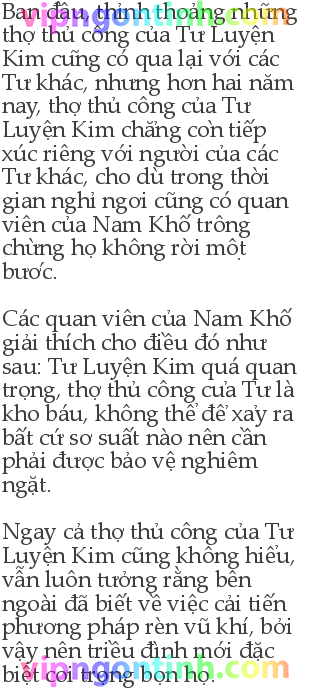 Ban đầu, thỉnh thoảng những
thợ thủ công của Tư Luyện
Kim cũng có qua lại với các
Tư khác, nhưng hơn hai năm
nay, thợ thủ công của Tư
Luyện Kim chẳng còn tiếp
xúc riêng với người của các
Tư khác, cho dù trong thời
gian nghỉ ngơi cũng có quan
viên của Nam Khố trông
chừng họ không rời một
bước.
Các quan viên của Nam Khố
giải thích cho điều đó như
sau: Tư Luyện Kim quá quan
trọng, thợ thủ công của Tư là
kho báu, không thể để xảy ra
bất cứ sơ suất nào nên cần
phải được bảo vệ nghiêm
ngặt.
Ngay cả thợ thủ công của Tư
Luyện Kim cũng không hiểu,
vẫn luôn tưởng rằng bên
ngoài đã biết về việc cải tiến
phương pháp rèn vũ khí, bởi
vậy nên triều đình mới đặc
biệt coi trọng bọn họ.
vipngontinh.com
vipngontinh.com